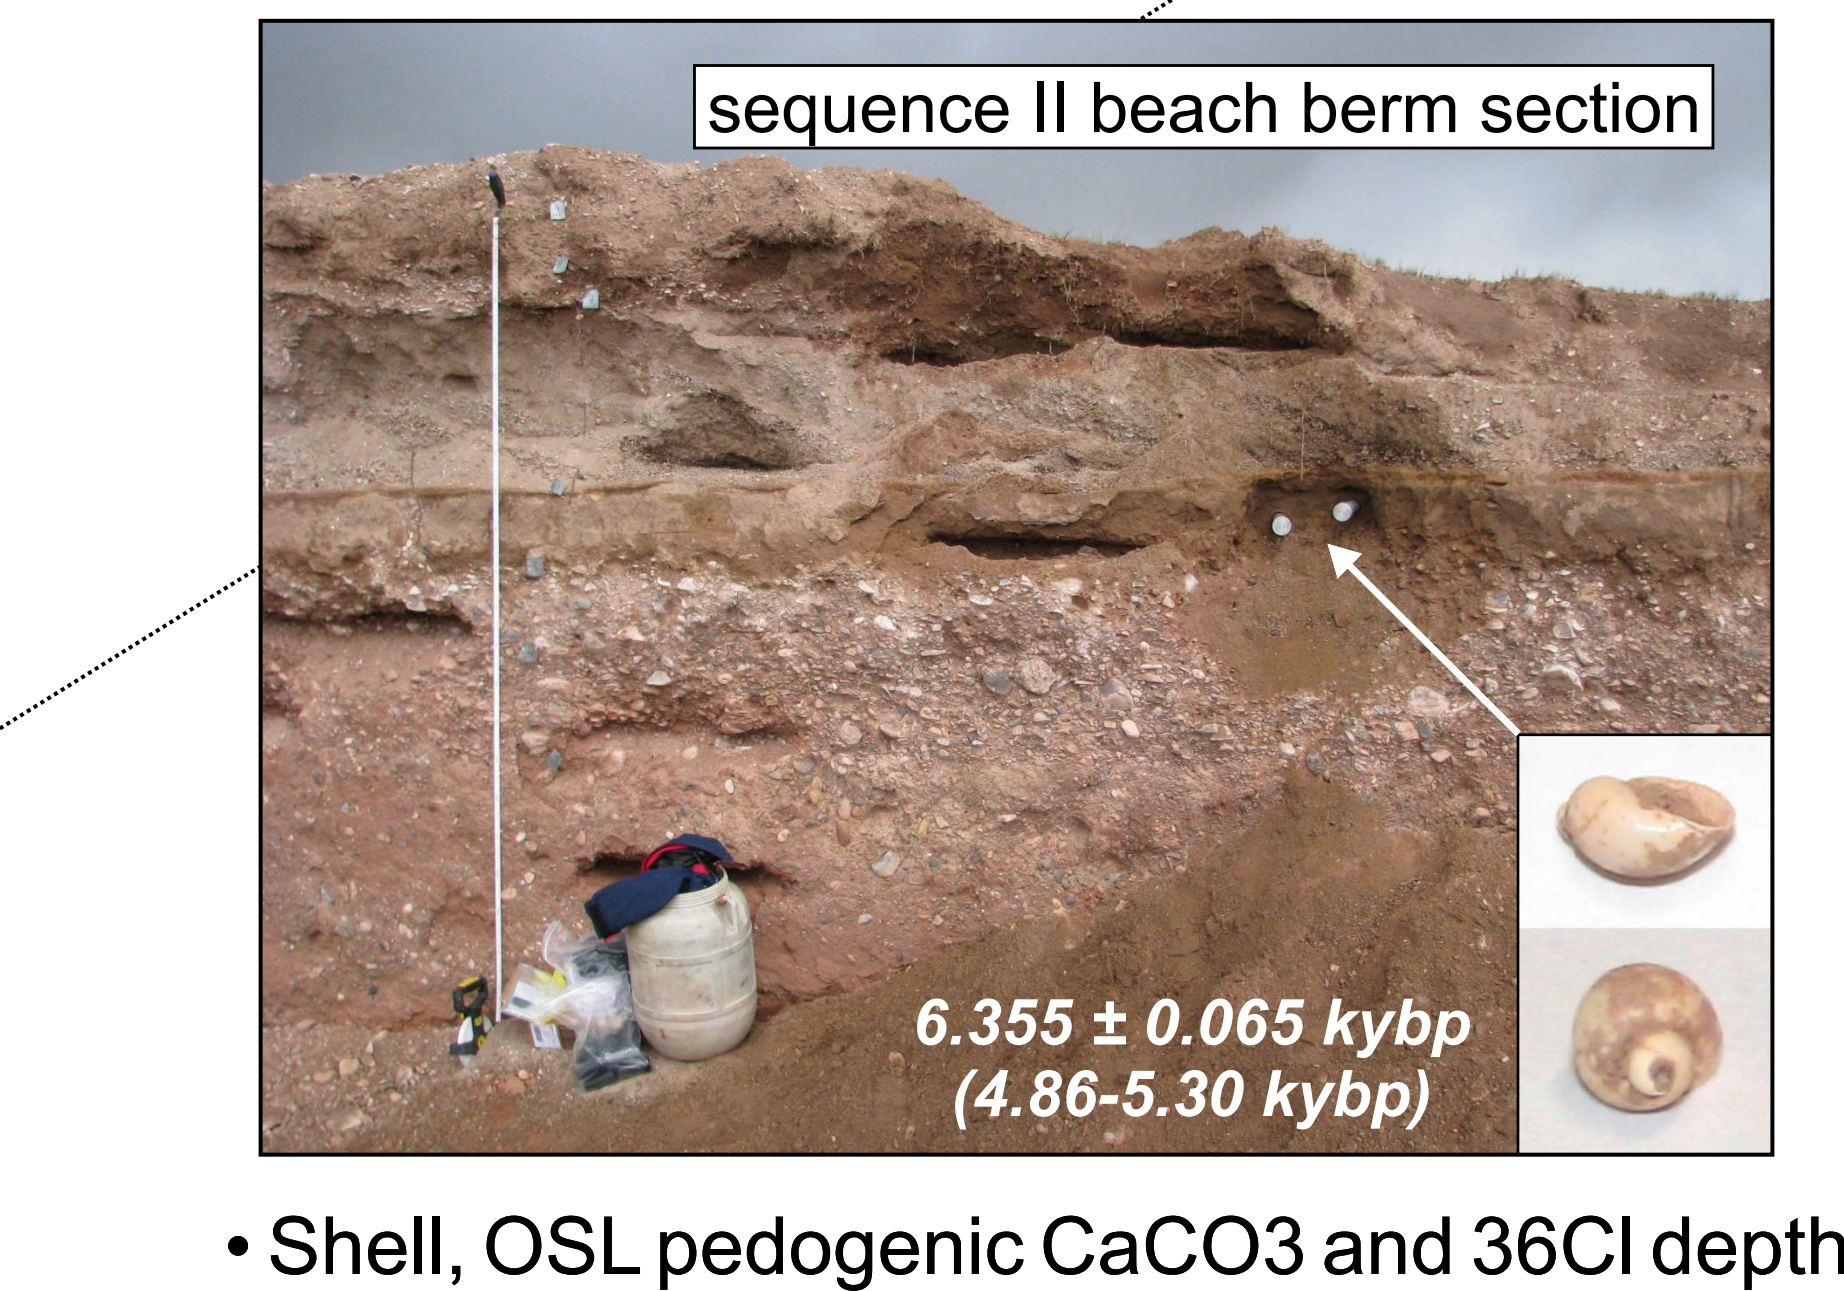 sequence II beach berm section
6.355 ± 0.065 kybp
(4.86-5.30 kybp)
• Shell, OSL pedogenic CaCO3 and 36Cl depth